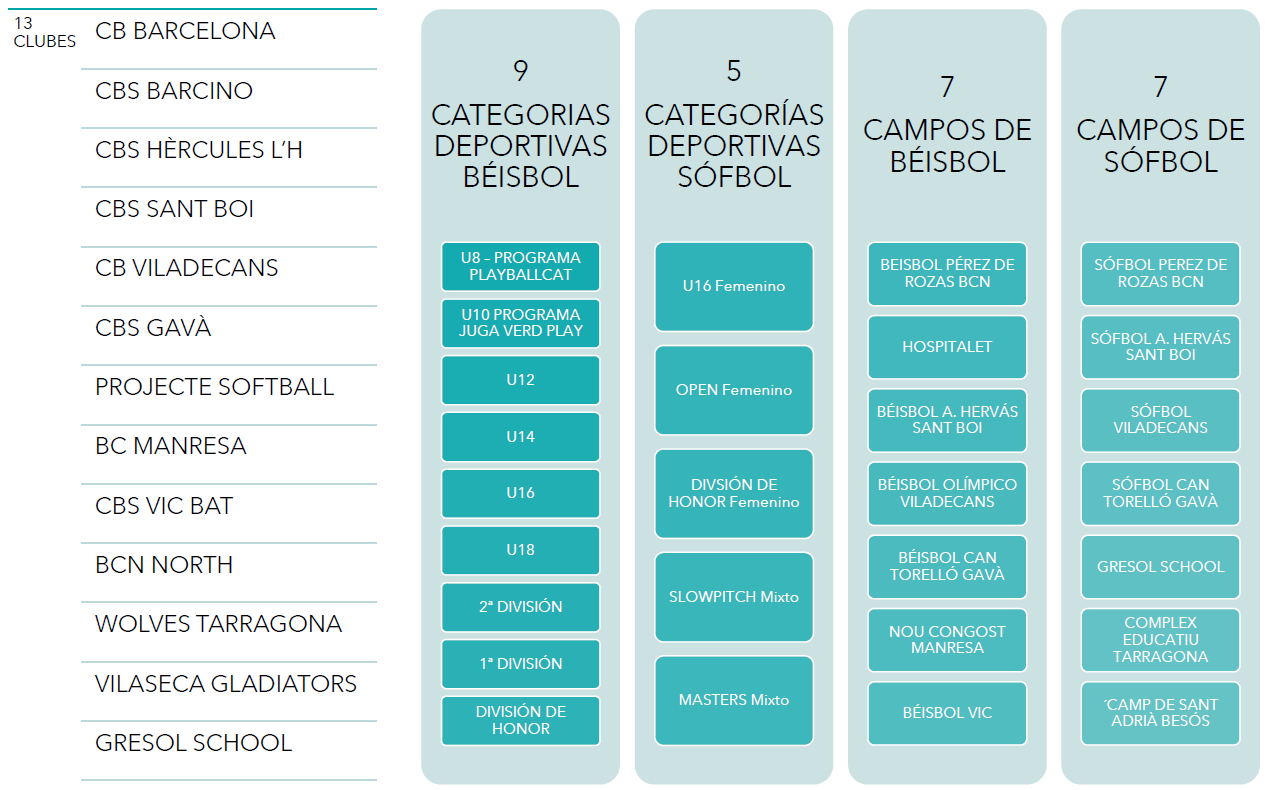 13
CLUBES
CB BARCELONA
CBS BARCINO
CBS HÈRCULES L’H
CBS SANT BOI
CB VILADECANS
CBS GAVÀ
PROJECTE SOFTBALL
BC MANRESA
CBS VIC BAT
BCN NORTH
WOLVES TARRAGONA
VILASECA GLADIATORS
GRESOL SCHOOL
9
CATEGORIAS
DEPORTIVAS
BÉISBOL
U8 – PROGRAMA
PLAYBALLCAT
U10 PROGRAMA
JUGA VERD PLAY
U12
U14
U16
U18
2ª DIVISIÓN
1ª DIVISIÓN
DIVISIÓN DE
HONOR
5
CATEGORÍAS
DEPORTIVAS
SÓFBOL
U16 Femenino
OPEN Femenino
DIVSIÓN DE
HONOR Femenino
SLOWPITCH Mixto
MASTERS Mixto
7
CAMPOS DE
BÉISBOL
BEISBOL PÉREZ DE
ROZAS BCN
HOSPITALET
BÉISBOL A. HERVÁS
SANT BOI
BÉISBOL OLÍMPICO
VILADECANS
BÉISBOL CAN
TORELLÓ GAVÀ
NOU CONGOST
MANRESA
BÉISBOL VIC
7
CAMPOS DE
SÓFBOL
SÓFBOL PEREZ DE
ROZAS BCN
SÓFBOL A. HERVÁS
SANT BOI
SÓFBOL
VILADECANS
SÓFBOL CAN
TORELLÓ GAVÀ
GRESOL SCHOOL
COMPLEX
EDUCATIU
TARRAGONA
´CAMP DE SANT
ADRIÀ BESÓS